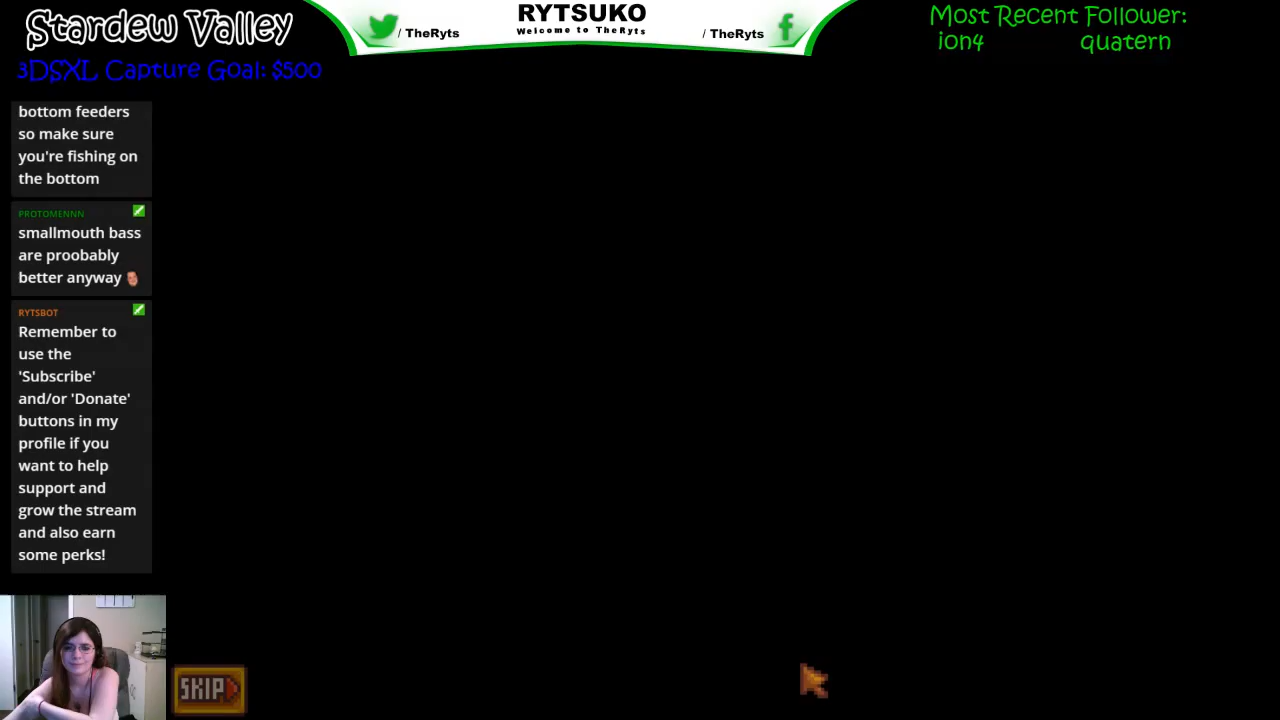 Stardew Valley
3DSXL Capture Goal: $500
RYTSUKO
Welcome to TheRyts
/ TheRyts
/ TheRyts
Most Recent Follower:
ion4 quatern
bottom feeders
so make sure
you're fishing on
the bottom
PROTOMENNN
smallmouth bass
are proobably
better anyway
RYTSBOT
Remember to
use the
'Subscribe'
and/or 'Donate'
buttons in my
profile if you
want to help
support and
grow the stream
and also earn
some perks!
SKIP